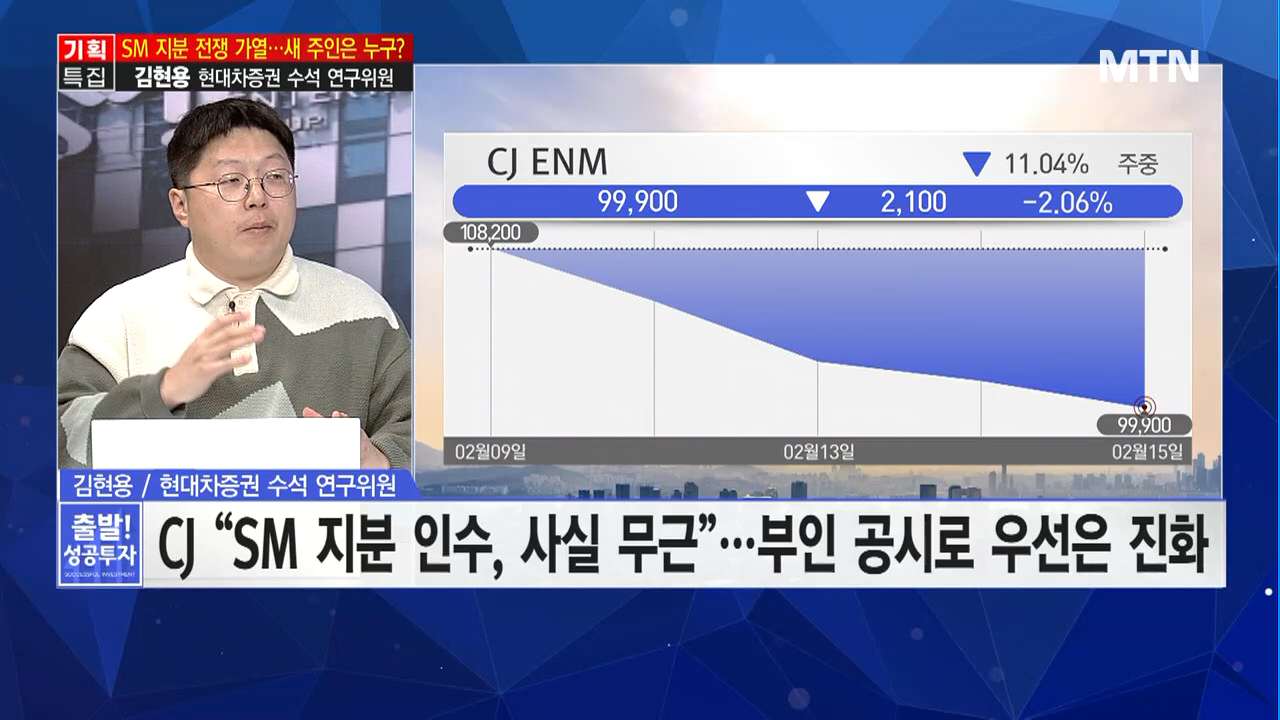 기획
특집
SM 지분 전쟁 가열…새 주인은 누구?
김현용 현대차증권 수석 연구위원
MTN
CJ ENM
▼ 11.04% 주중
99,900 ▼ 2,100 -2.06%
108,200
99,900
02월09일 02월13일 02월15일
김현용 / 현대차증권 수석 연구위원
출발!
성공투자
SUCCESSFUL INVESTMENT
CJ “SM 지분 인수, 사실 무근”…부인 공시로 우선은 진화